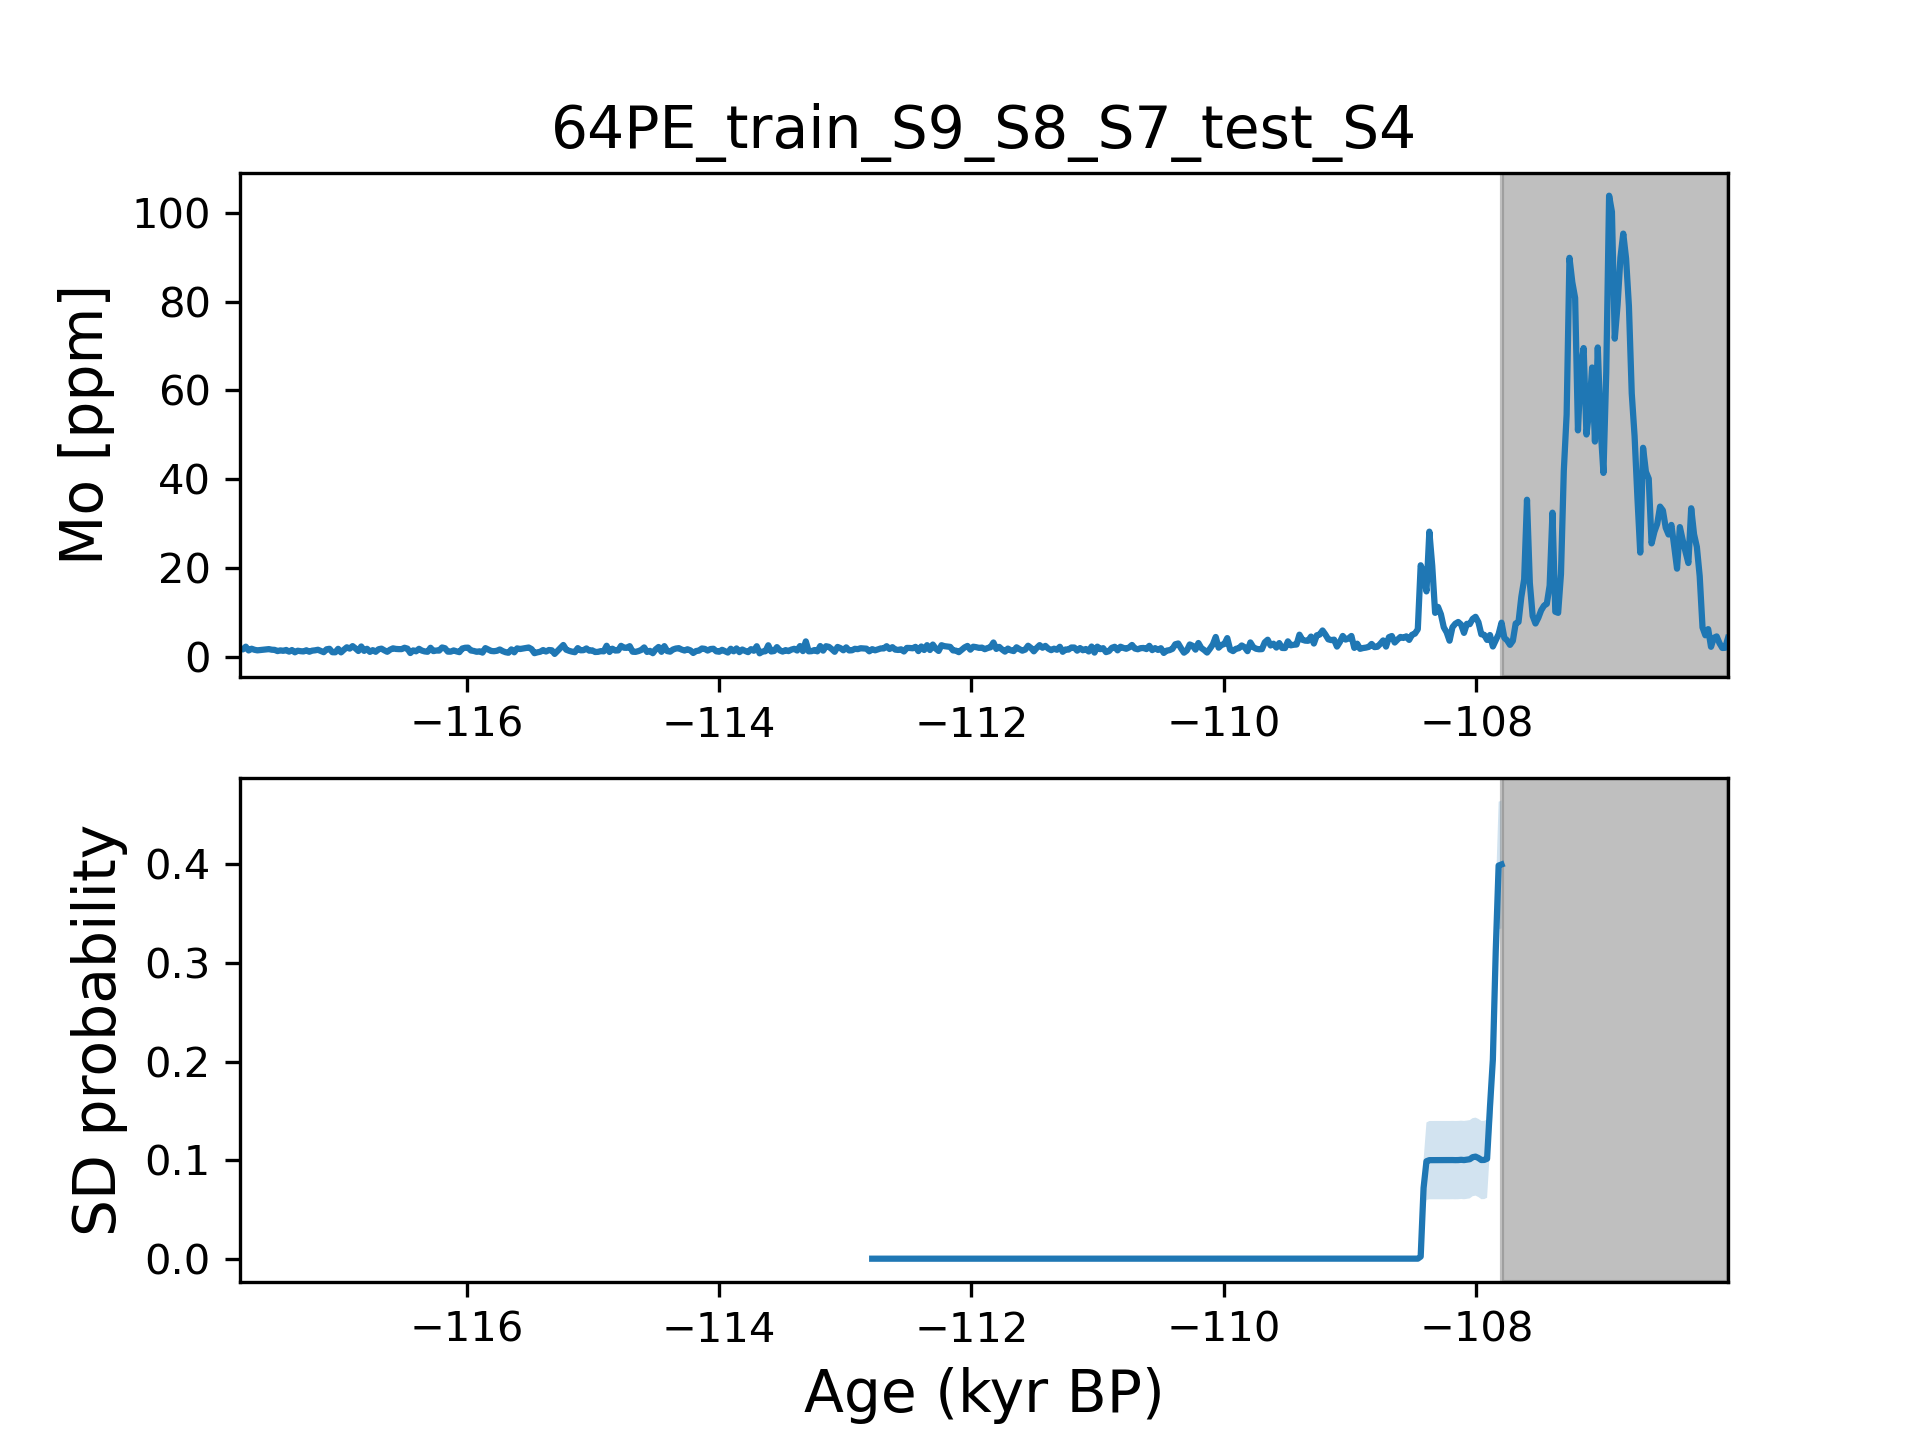 64PE_train_S9_S8_S7_test_S4
Mo [ppm]
100
80
60
40
20
0
−116 −114 −112 −110 −108
SD probability
0.4
0.3
0.2
0.1
0.0
−116 −114 −112 −110 −108
Age (kyr BP)